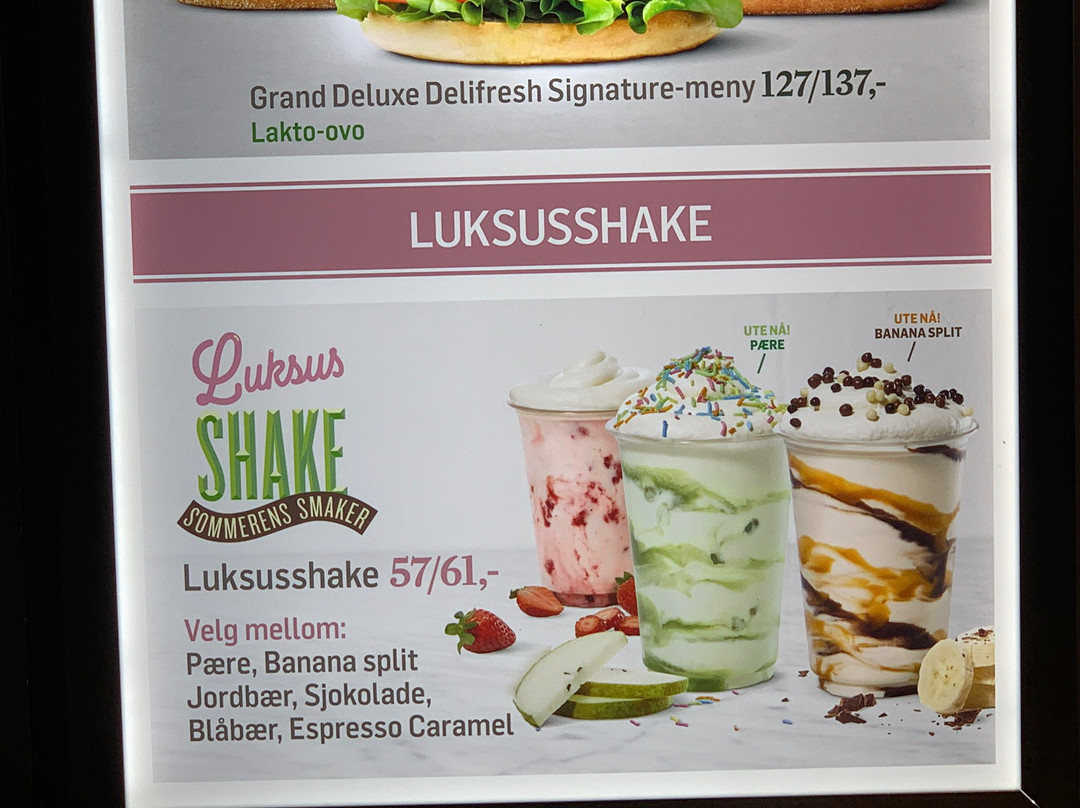 Grand Deluxe Delifresh Signature-meny 127/137,-
Lakto-ovo
LUKSUSSHAKE
Luksus
SHAKE
SOMMERENS SMAKER
UTE NÅ!
PÆRE
UTE NÅ!
BANANA SPLIT
Luksusshake 57/61,-
Velg mellom:
Pære, Banana split
Jordbær, Sjokolade,
Blåbær, Espresso Caramel